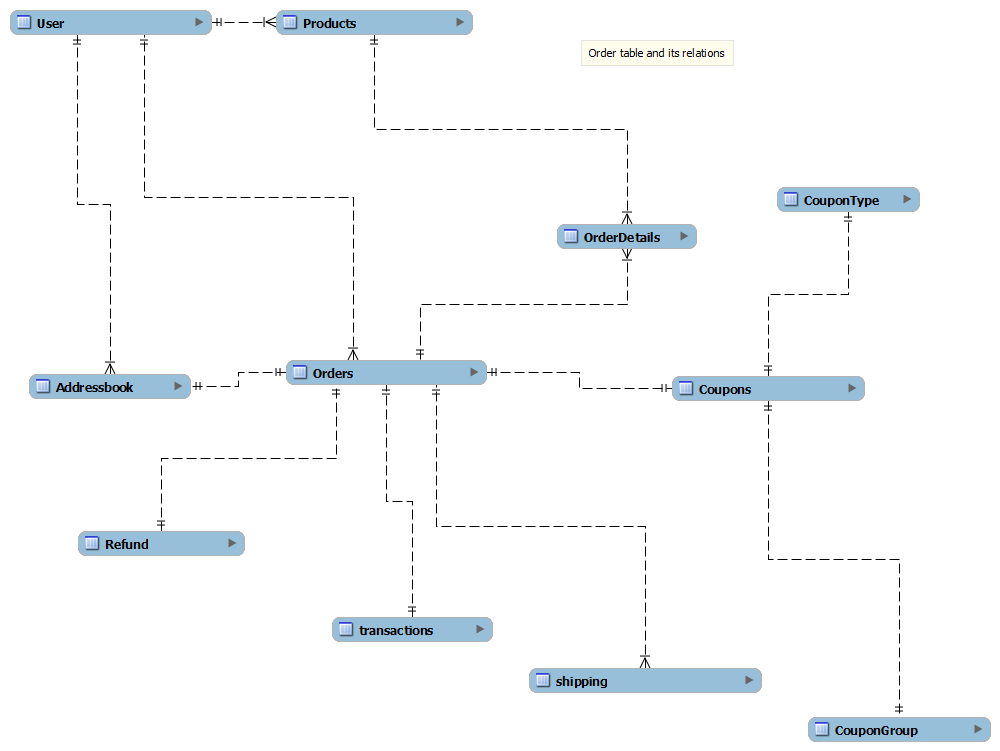 User
Products
Order table and its relations
CouponType
OrderDetails
Orders
Addressbook
Coupons
Refund
transactions
shipping
CouponGroup